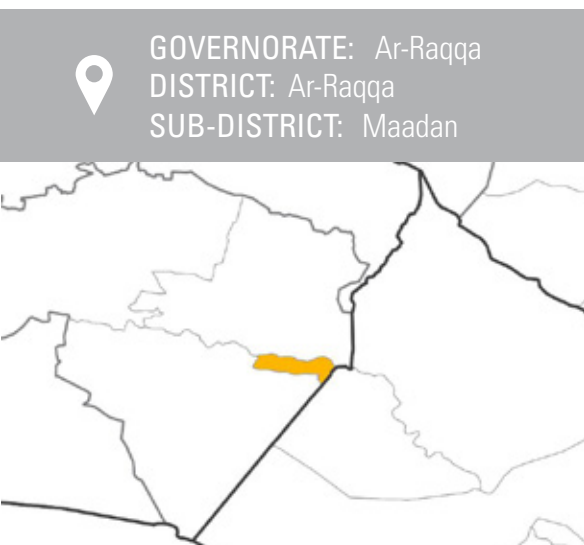 GOVERNORATE: Ar-Raqqa
DISTRICT: Ar-Raqqa
SUB-DISTRICT: Maadan